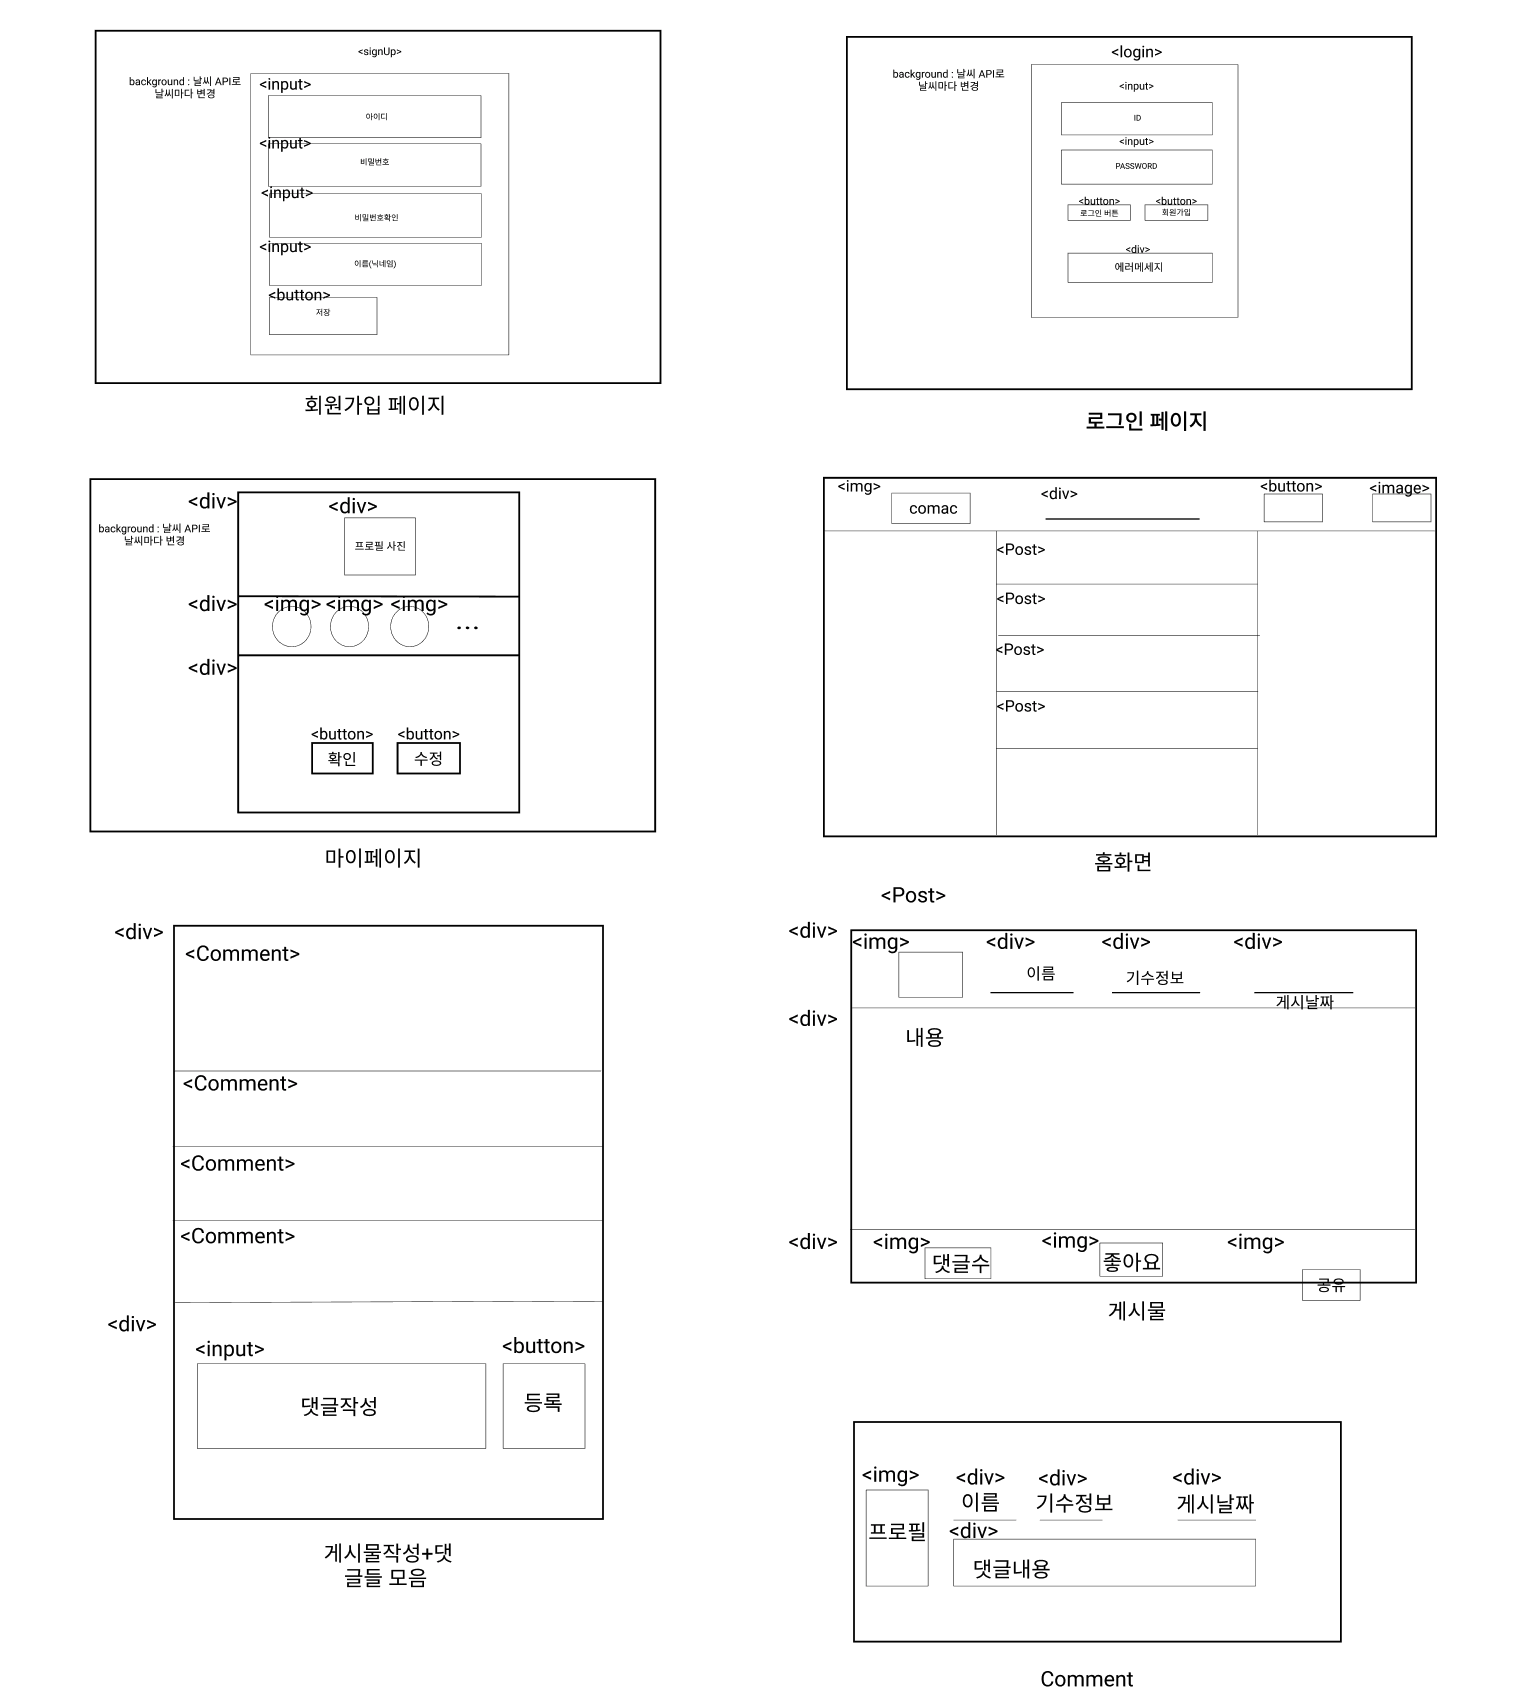 <signUp>
background : 날씨 API로
날씨마다 변경
<input>
아이디
<input>
비밀번호
<input>
비밀번호확인
<input>
이름(닉네임)
<button>
저장
회원가입 페이지
<login>
background : 날씨 API로
날씨마다 변경
<input>
ID
<input>
PASSWORD
<button> <button>
로그인 버튼 회원가입
<div>
에러메세지
로그인 페이지
<div>
<div>
background : 날씨 API로
날씨마다 변경
프로필 사진
<div> <img> <img> <img>
...
<div>
<button> <button>
확인 수정
마이페이지
<img> <div> <button> <image>
comac
<Post>
<Post>
<Post>
<Post>
홈화면
<div>
<Comment>
<Comment>
<Comment>
<Comment>
<div>
<input> <button>
댓글작성 등록
게시물작성+댓
글들 모음
<Post>
<div>
<img> <div> <div> <div>
이름 기수정보
게시날짜
<div>
내용
<div> <img> <img> <img>
댓글수 좋아요
공유
게시물
<img> <div> <div> <div>
이름 기수정보 게시날짜
프로필 <div>
댓글내용
Comment